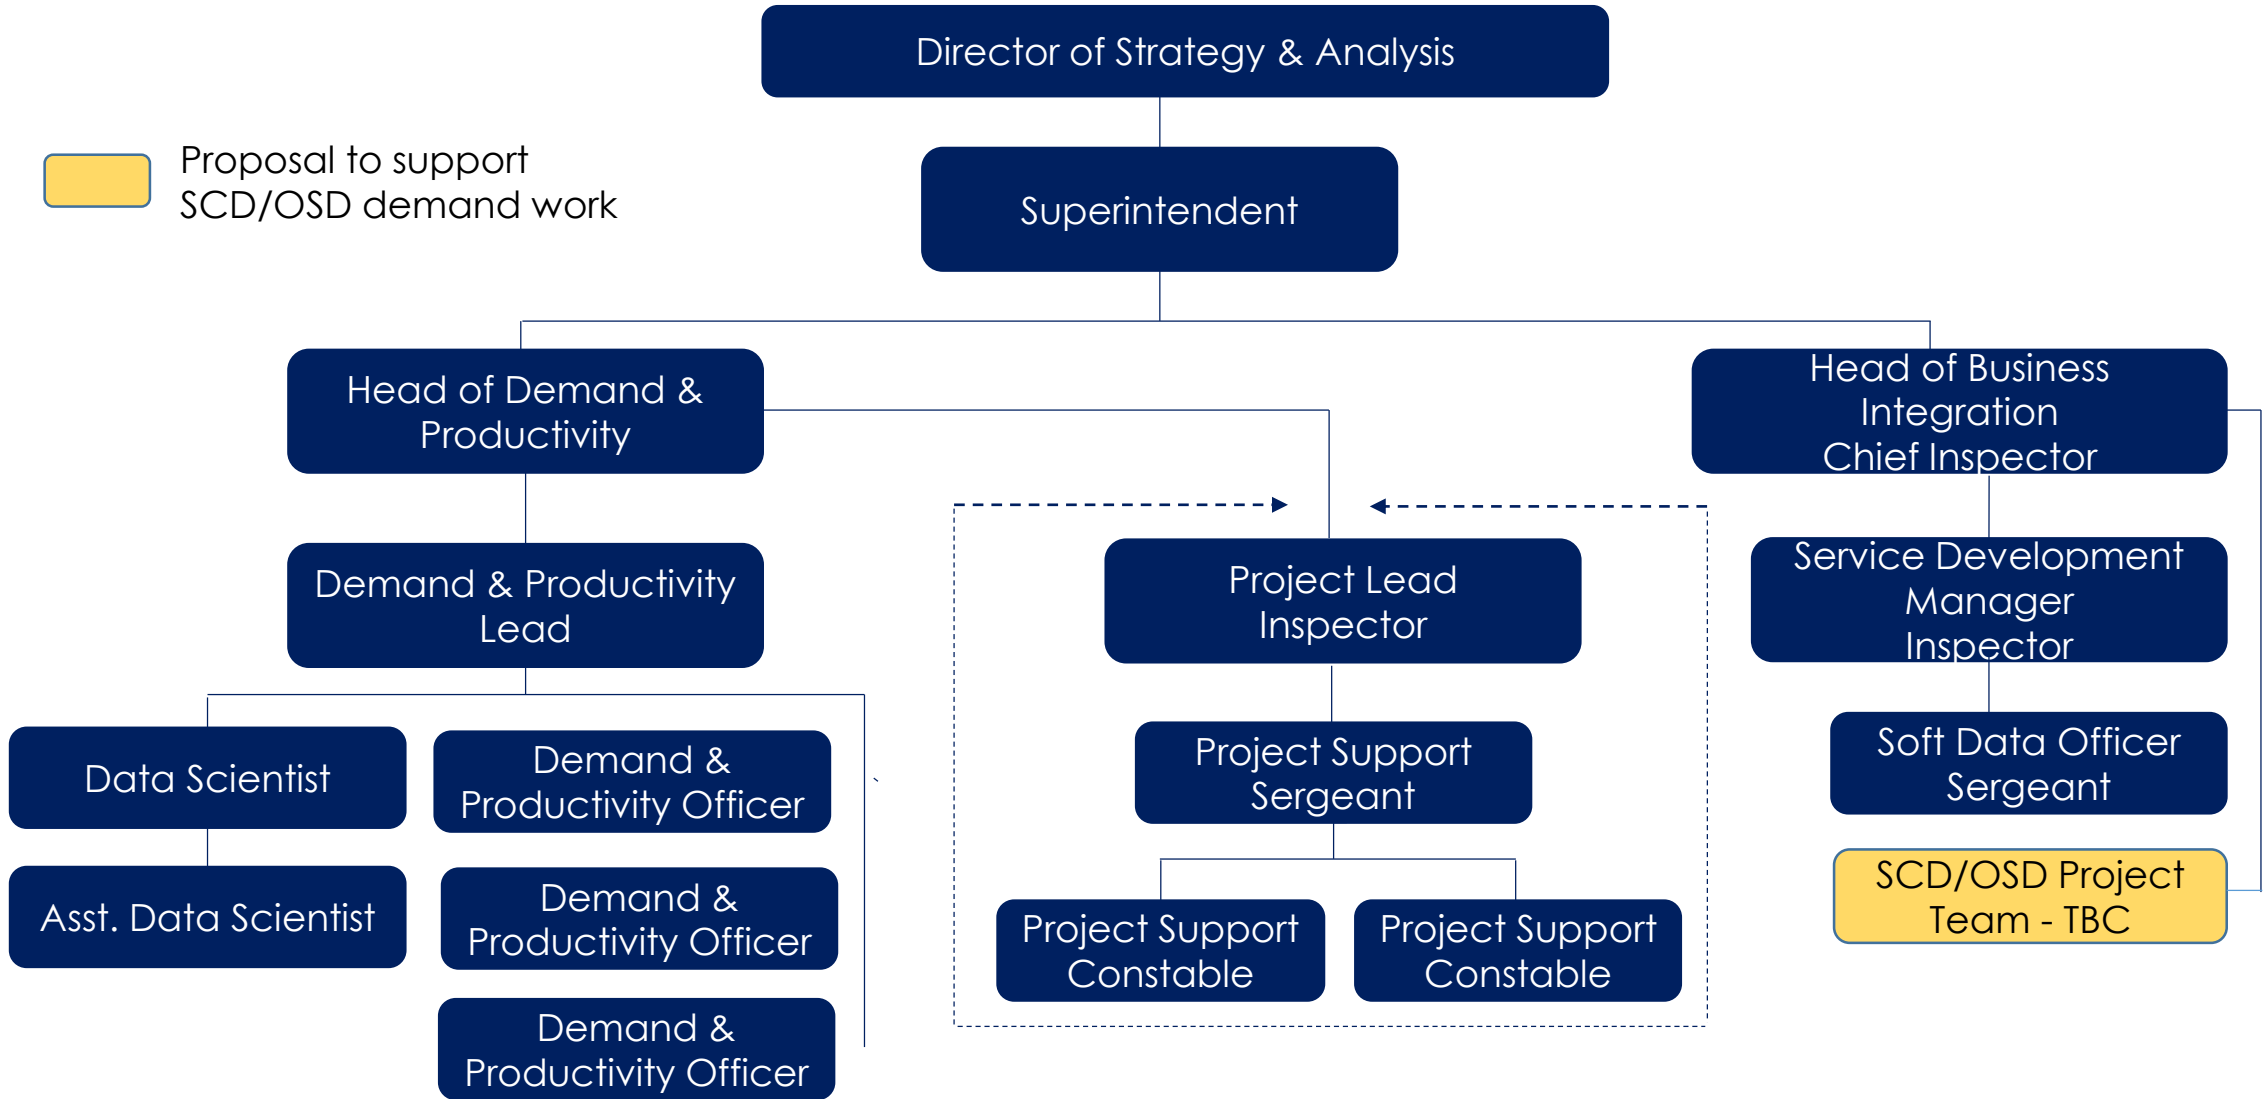 Director of Strategy & Analysis
Proposal to support
SCD/OSD demand work
Superintendent
Head of Demand &
Productivity
Head of Business
Integration
Chief Inspector
Demand & Productivity
Lead
Project Lead
Inspector
Service Development
Manager
Inspector
Data Scientist
Demand &
Productivity Officer
Project Support
Sergeant
Soft Data Officer
Sergeant
Asst. Data Scientist
Demand &
Productivity Officer
Project Support
Constable
Project Support
Constable
SCD/OSD Project
Team - TBC
Demand &
Productivity Officer